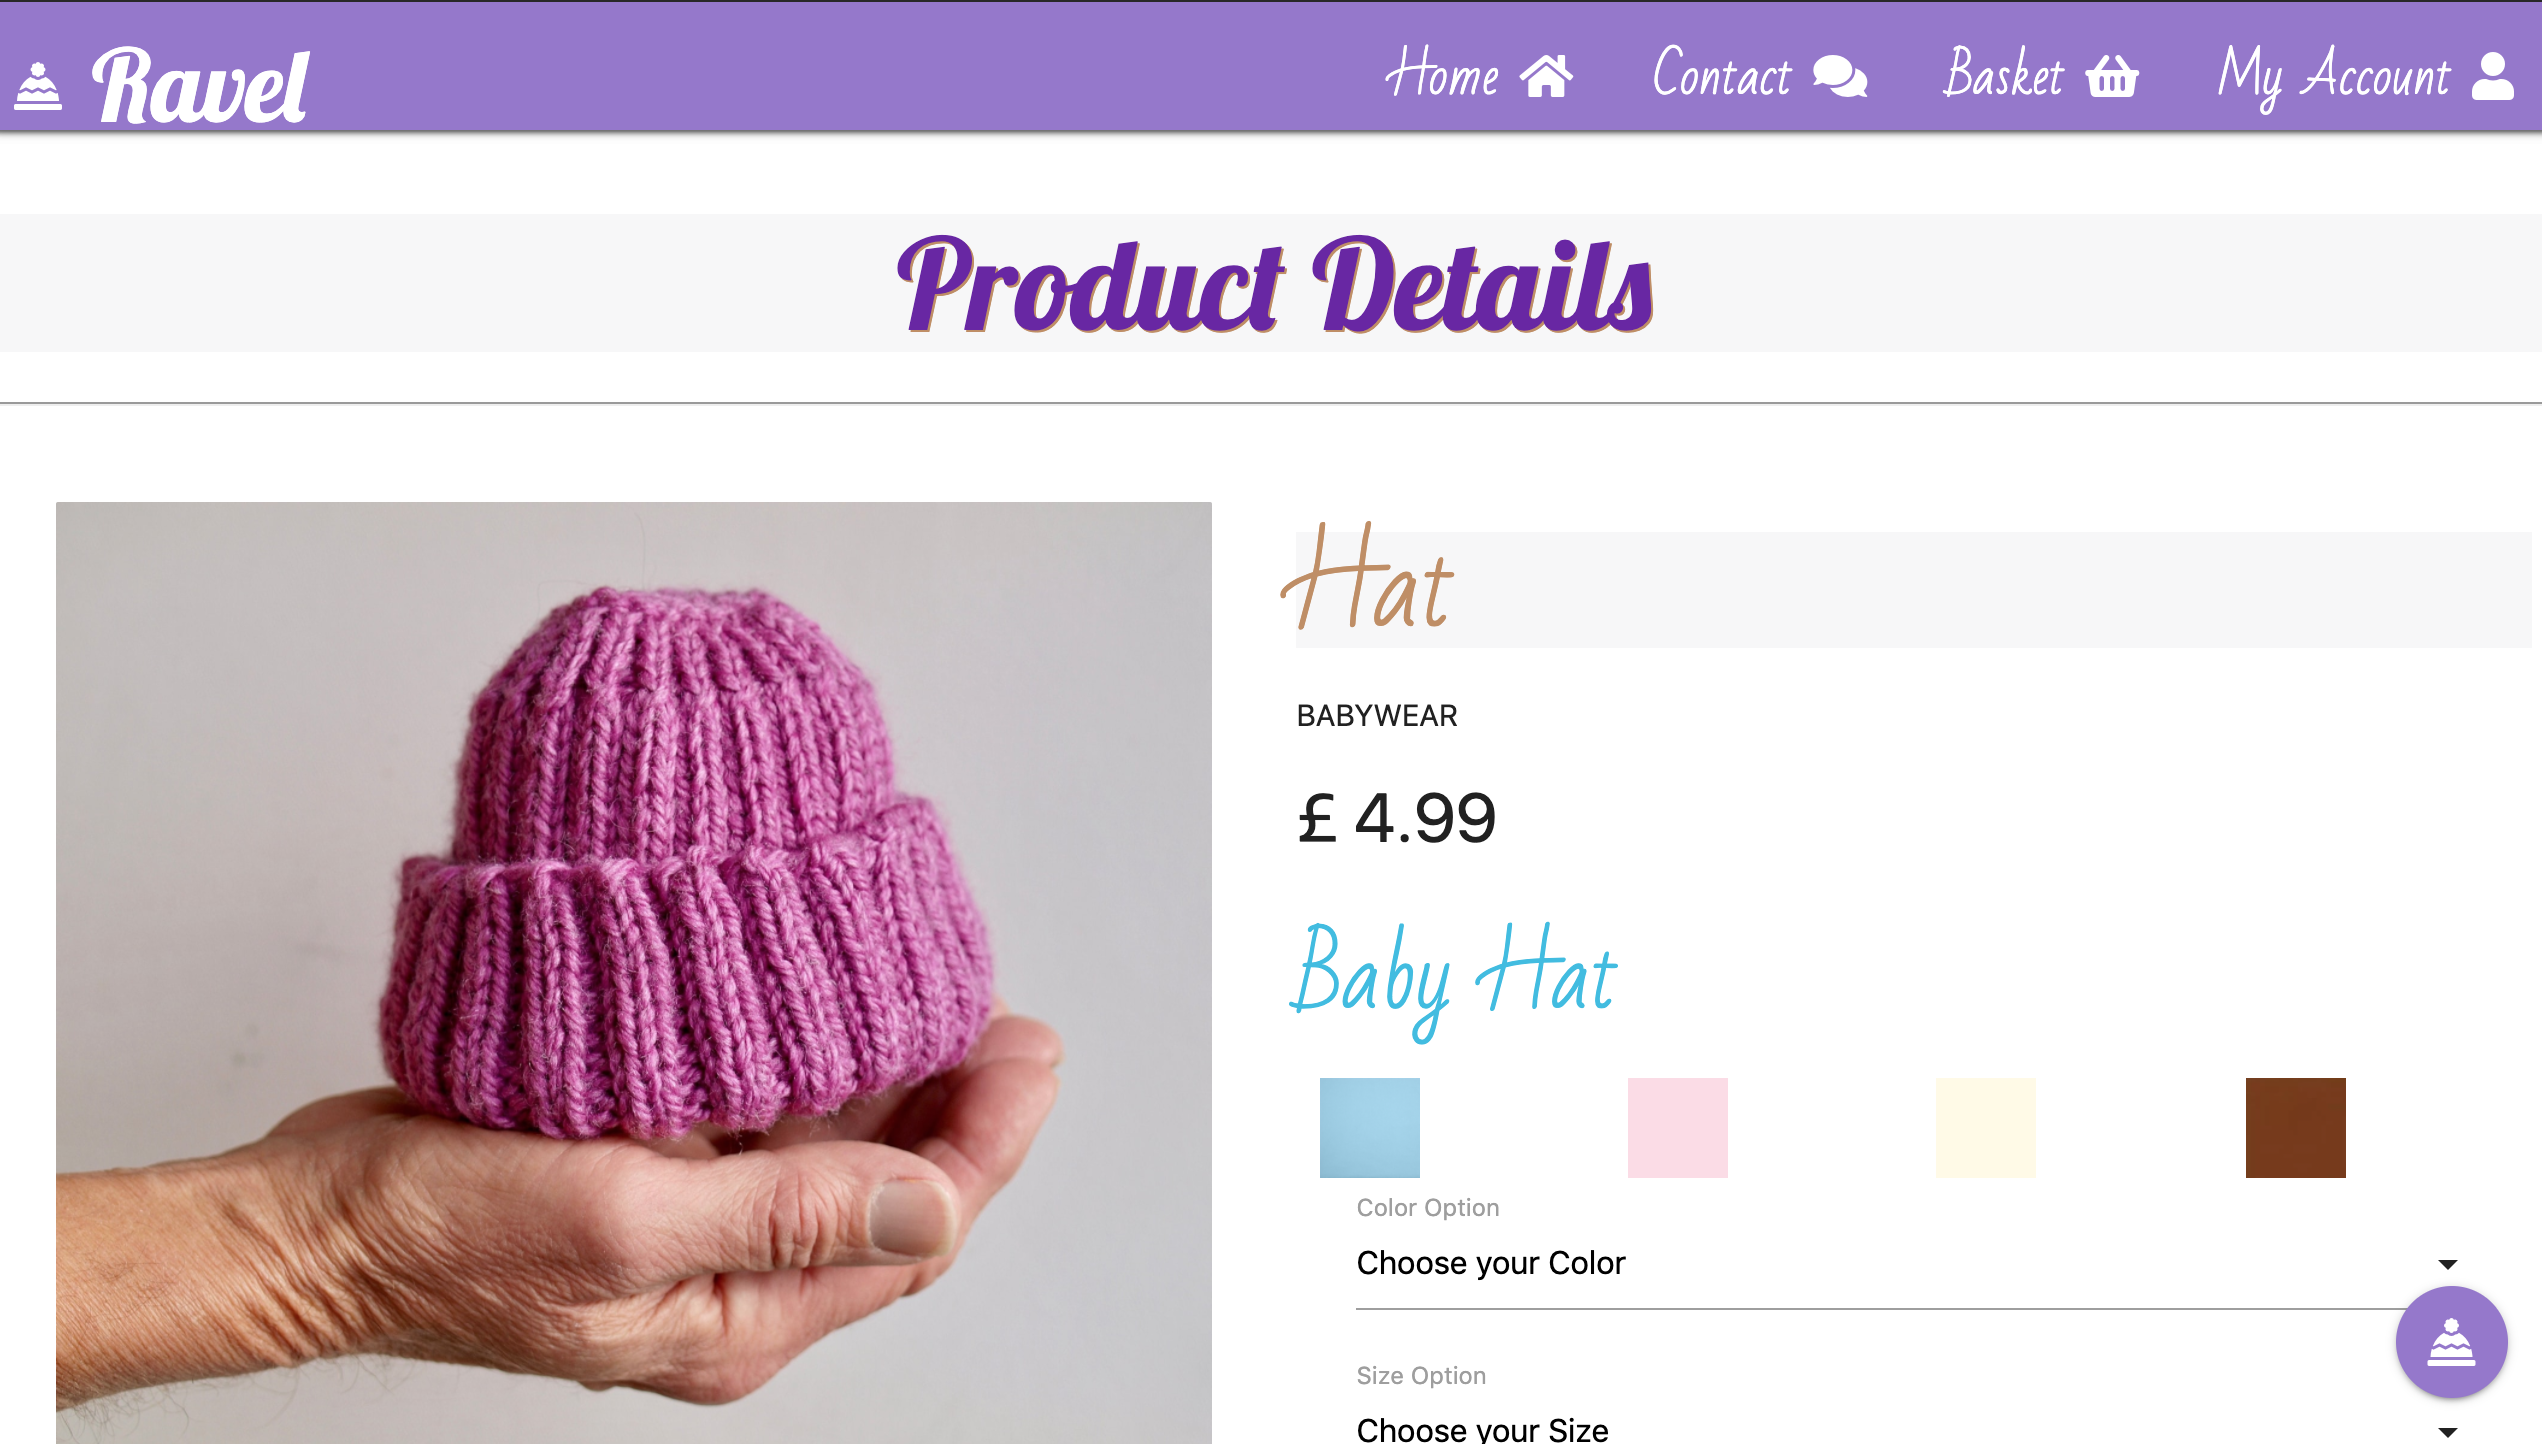 Ravel
Home
Contact
Basket
My Account
Product Details
Hat
BABYWEAR
£ 4.99
Baby Hat
Color Option
Choose your Color
Size Option
Choose your Size